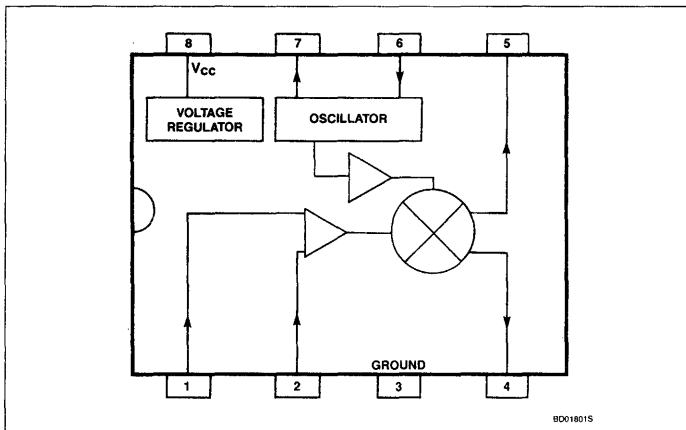 8 7 6 5
VCC
VOLTAGE
REGULATOR
OSCILLATOR
GROUND
1 2 3 4
BD01801S